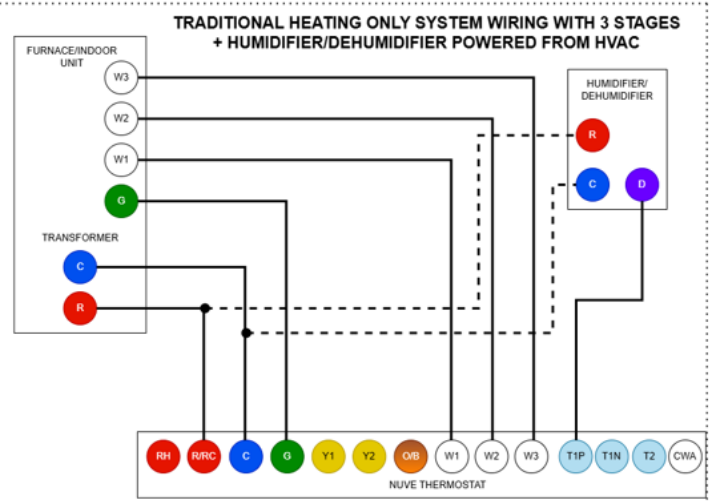 TRADITIONAL HEATING ONLY SYSTEM WIRING WITH 3 STAGES
+ HUMIDIFIER/DEHUMIDIFIER POWERED FROM HVAC
FURNACE/INDOOR
UNIT
W3
W2
W1
G
TRANSFORMER
C
R
HUMIDIFIER/
DEHUMIDIFIER
R
C D
RH R/RC C G Y1 Y2 O/B W1 W2 W3 T1P T1N T2 CWA
NUVE THERMOSTAT